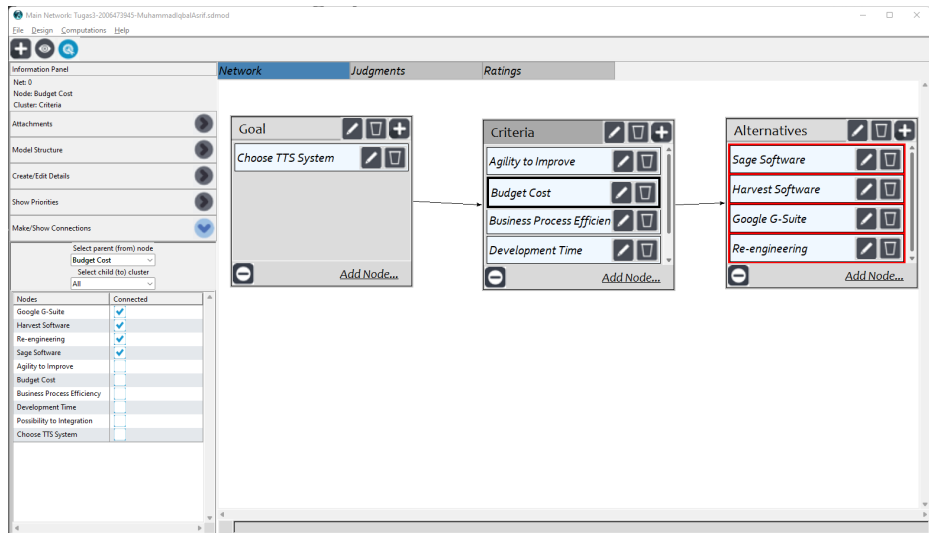 Main Network: Tugas3-2006473945-MuhammadIqbalAsrif.sdmod
File Design Computations Help
Information Panel
Net: 0
Node: Budget Cost
Cluster: Criteria
Attachments
Model Structure
Create/Edit Details
Show Priorities
Make/Show Connections
Select parent (from) node
Budget Cost
Select child (to) cluster
All
Nodes Connected
Google G-Suite
Harvest Software
Re-engineering
Sage Software
Agility to Improve
Budget Cost
Business Process Efficiency
Development Time
Possibility to Integration
Choose TTS System
Network Judgments Ratings
Goal
Choose TTS System
Add Node...
Criteria
Agility to Improve
Budget Cost
Business Process Efficien
Development Time
Add Node...
Alternatives
Sage Software
Harvest Software
Google G-Suite
Re-engineering
Add Node...